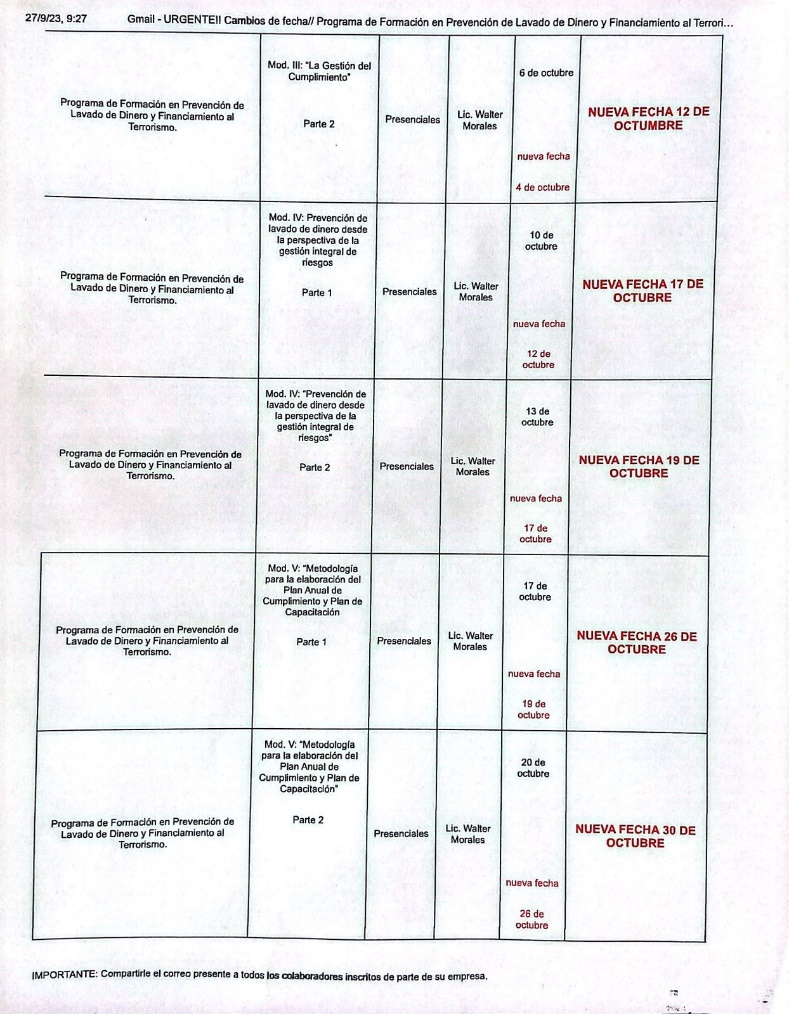 27/9/23, 9:27
Gmail - URGENTE!! Cambios de fecha// Programa de Formación en Prevención de Lavado de Dinero y Financiamiento al Terrori...
Programa de Formación en Prevención de
Lavado de Dinero y Financiamiento al
Terrorismo.
Mod. III: "La Gestión del
Cumplimiento"
Parte 2
Presenciales
Lic. Walter
Morales
6 de octubre
nueva fecha
4 de octubre
NUEVA FECHA 12 DE
OCTUMBRE
Programa de Formación en Prevención de
Lavado de Dinero y Financiamiento al
Terrorismo.
Mod. IV: Prevención de
lavado de dinero desde
la perspectiva de la
gestión integral de
riesgos
Parte 1
Presenciales
Lic. Walter
Morales
10 de
octubre
nueva fecha
12 de
octubre
NUEVA FECHA 17 DE
OCTUBRE
Programa de Formación en Prevención de
Lavado de Dinero y Financiamiento al
Terrorismo.
Mod. IV: "Prevención de
lavado de dinero desde
la perspectiva de la
gestión integral de
riesgos"
Parte 2
Presenciales
Lic. Walter
Morales
13 de
octubre
nueva fecha
17 de
octubre
NUEVA FECHA 19 DE
OCTUBRE
Programa de Formación en Prevención de
Lavado de Dinero y Financiamiento al
Terrorismo.
Mod. V: "Metodología
para la elaboración del
Plan Anual de
Cumplimiento y Plan de
Capacitación
Parte 1
Presenciales
Lic. Walter
Morales
17 de
octubre
nueva fecha
19 de
octubre
NUEVA FECHA 26 DE
OCTUBRE
Programa de Formación en Prevención de
Lavado de Dinero y Financiamiento al
Terrorismo.
Mod. V: "Metodología
para la elaboración del
Plan Anual de
Cumplimiento y Plan de
Capacitación"
Parte 2
Presenciales
Lic. Walter
Morales
20 de
octubre
nueva fecha
26 de
octubre
NUEVA FECHA 30 DE
OCTUBRE
IMPORTANTE: Compartirle el correo presente a todos los colaboradores inscritos de parte de su empresa.